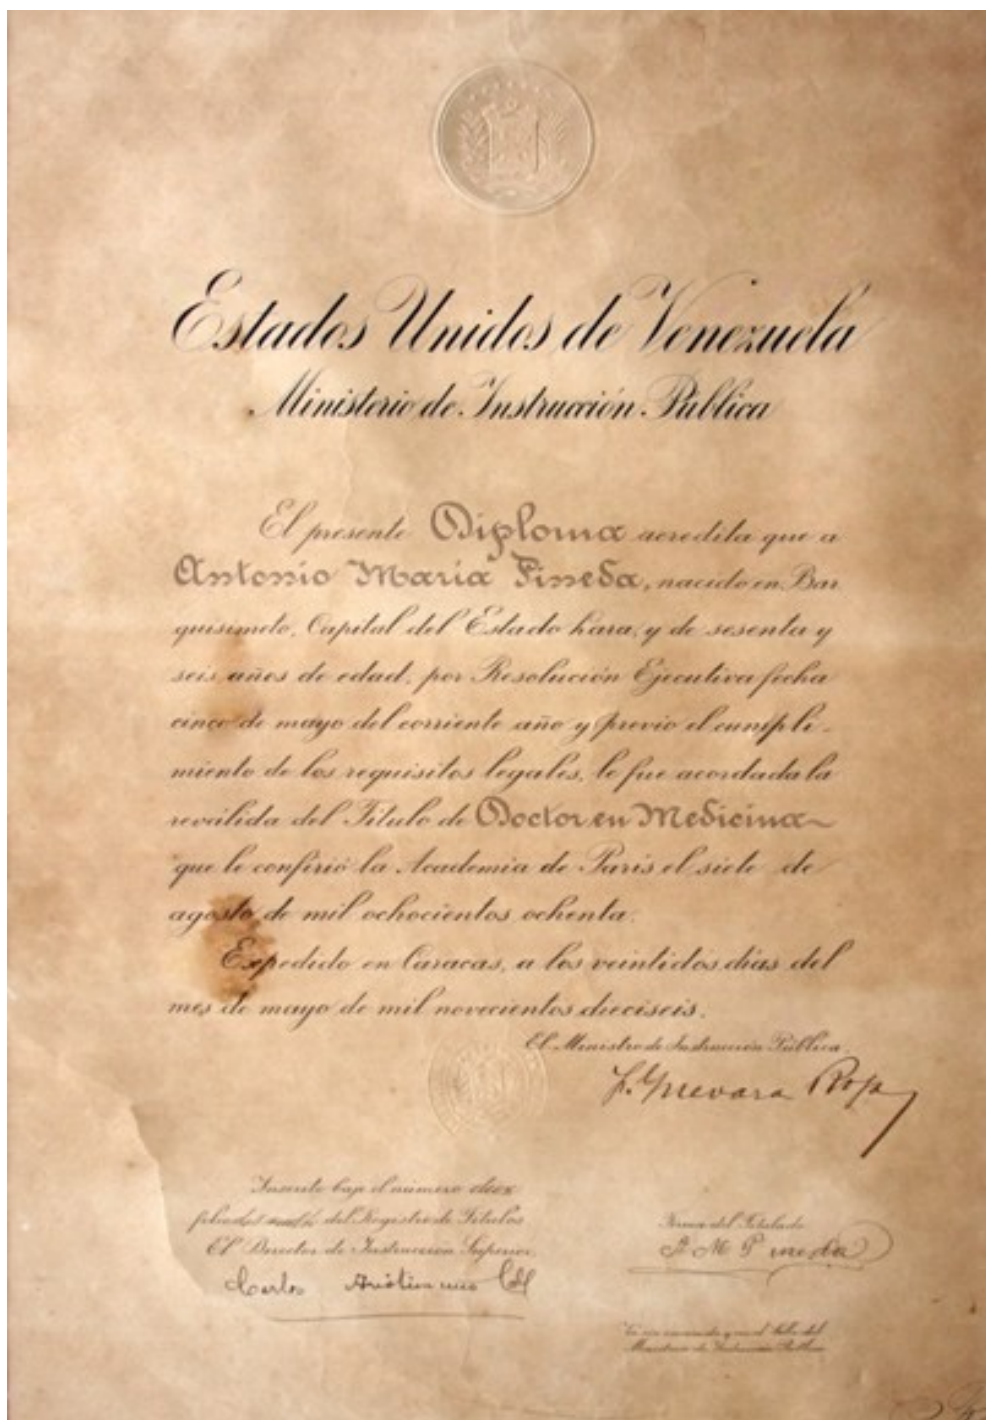 Estados Unidos de Venezuela
Ministerio de Instrucción Pública
El presente Diploma acredita que a
Antonio María Pineda, nacido en Bar
quisimeto, Capital del Estado Lara, y de sesenta y
seis años de edad, por Resolución Ejecutiva fecha
cinco de mayo del corriente año y previo el cumpli-
miento de los requisitos legales, le fue acordada la
reválida del Título de Doctor en Medicina
que le confirió la Academia de Paris el siete de
agosto de mil ochocientos ochenta.
Expedido en Caracas, a los veintidos días del
mes de mayo de mil novecientos dieciseis.
El Ministro de Instrucción Pública.
F. Guevara Rojas
Inscrito bajo el número diez
del Registro de Títulos
El Director de Instrucción Superior.
Carlos Aristimuño Coll
Firma del Titulado
A M Pineda